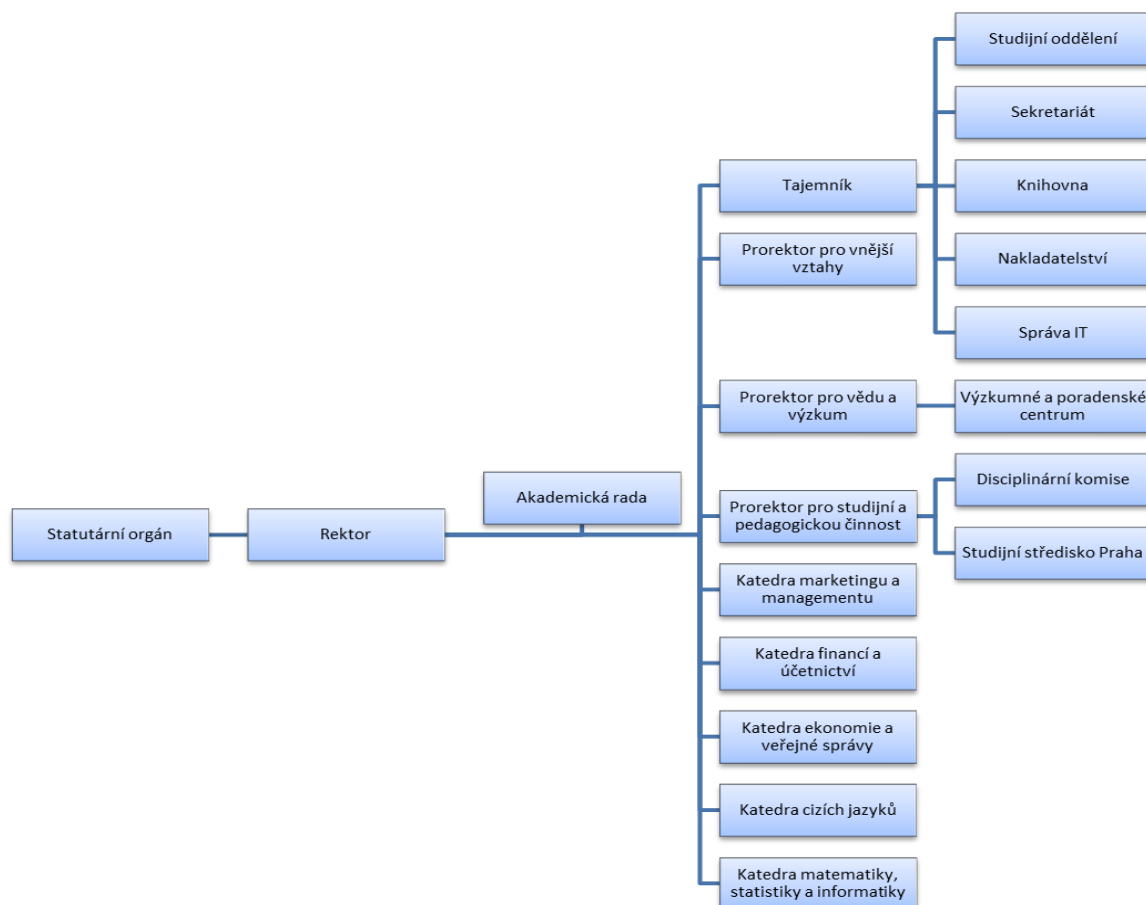 Statutární orgán
Rektor
Akademická rada
Tajemník
Prorektor pro vnější
vztahy
Prorektor pro vědu a
výzkum
Prorektor pro studijní a
pedagogickou činnost
Katedra marketingu a
managementu
Katedra financí a
účetnictví
Katedra ekonomie a
veřejné správy
Katedra cizích jazyků
Katedra matematiky,
statistiky a informatiky
Studijní oddělení
Sekretariát
Knihovna
Nakladatelství
Správa IT
Výzkumné a poradenské
centrum
Disciplinární komise
Studijní středisko Praha